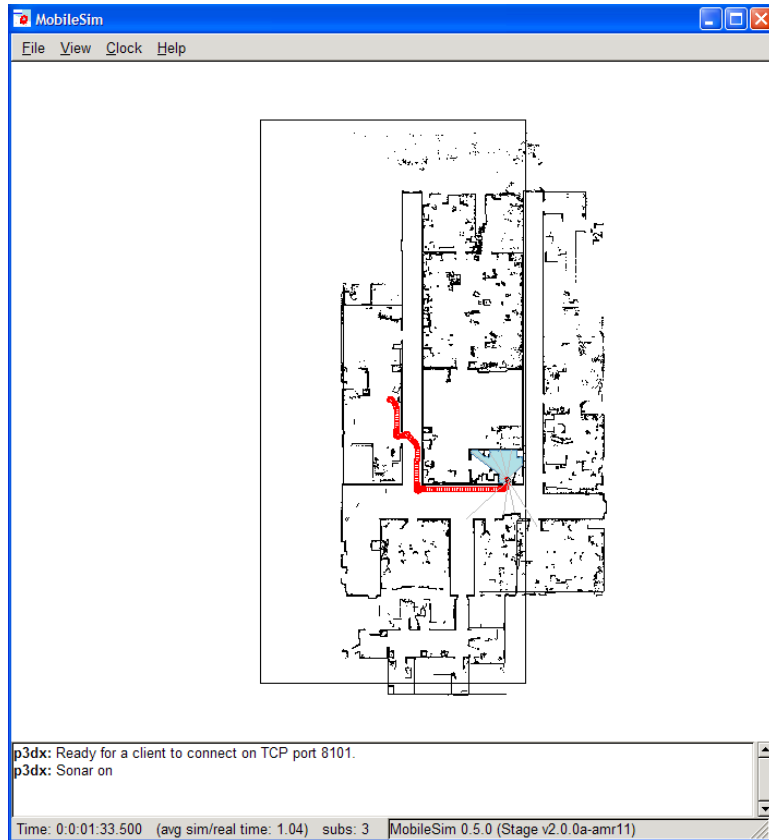 MobileSim
File View Clock Help
p3dx: Ready for a client to connect on TCP port 8101.
p3dx: Sonar on
Time: 0:0:01:33.500 (avg sim/real time: 1.04) subs: 3 MobileSim 0.5.0 (Stage v2.0.0a-amr11)